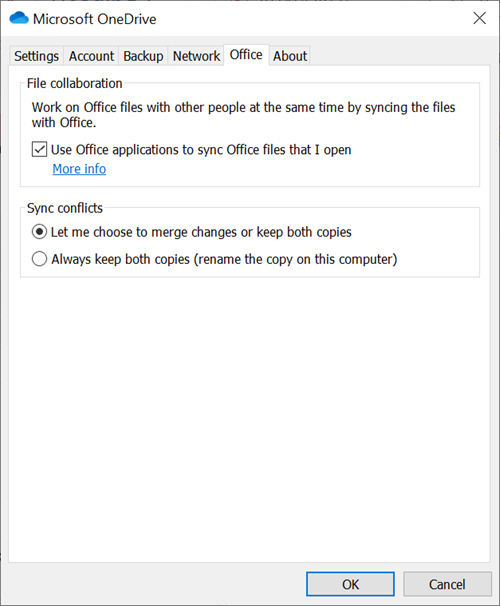 Microsoft OneDrive
Settings Account Backup Network Office About
File collaboration
Work on Office files with other people at the same time by syncing the files
with Office.
Use Office applications to sync Office files that I open
More info
Sync conflicts
Let me choose to merge changes or keep both copies
Always keep both copies (rename the copy on this computer)
OK Cancel